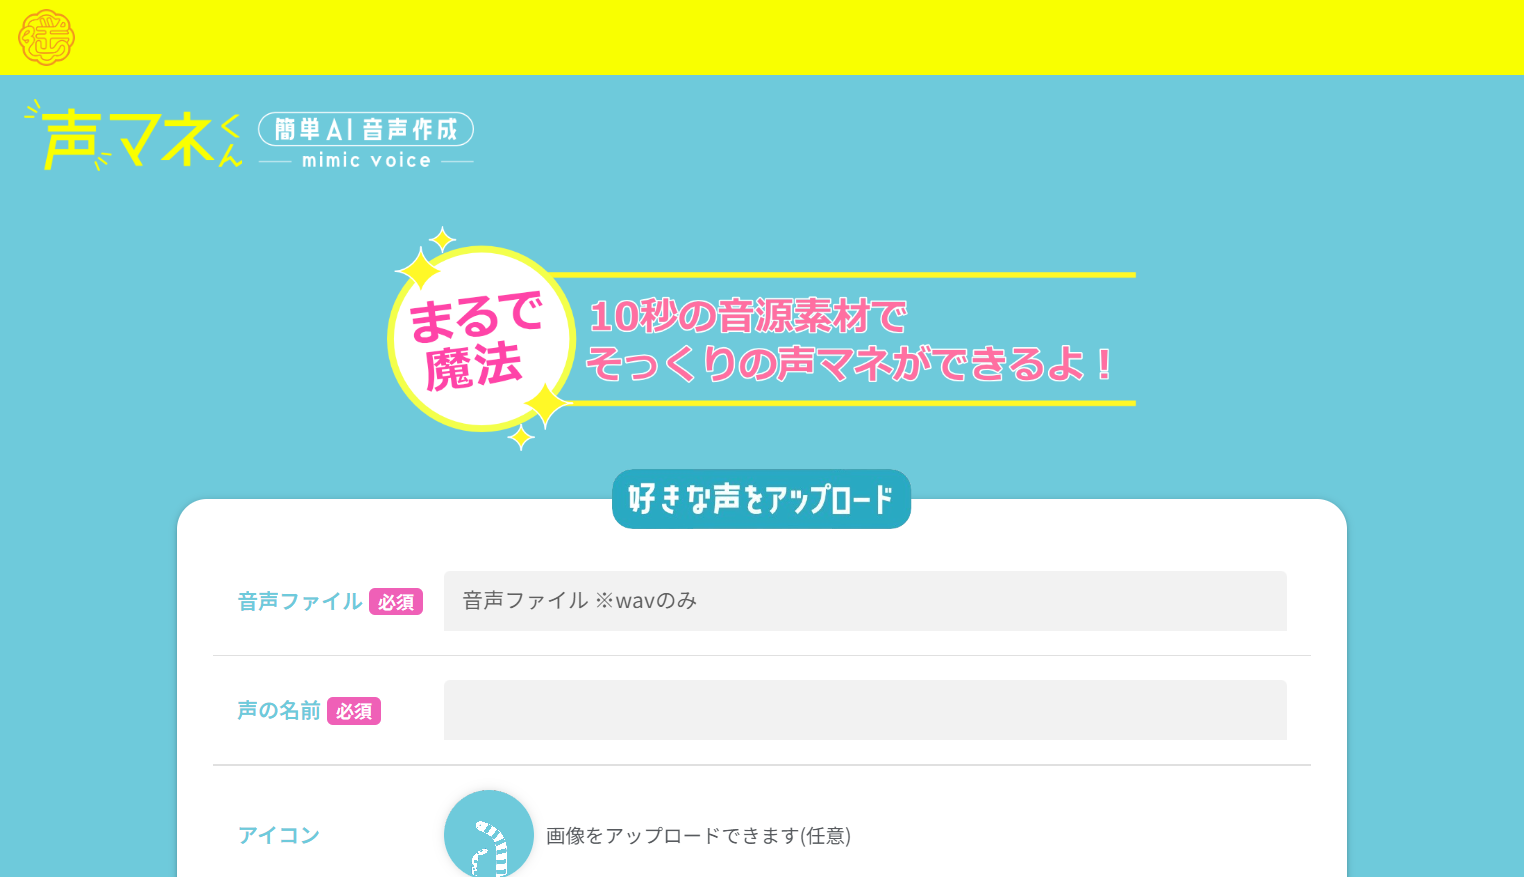 声マネくん
簡単AI音声作成
mimic voice
まるで
魔法
10秒の音源素材で
そっくりの声マネができるよ！
好きな声をアップロード
音声ファイル 必須
音声ファイル ※wavのみ
声の名前 必須
アイコン
画像をアップロードできます(任意)